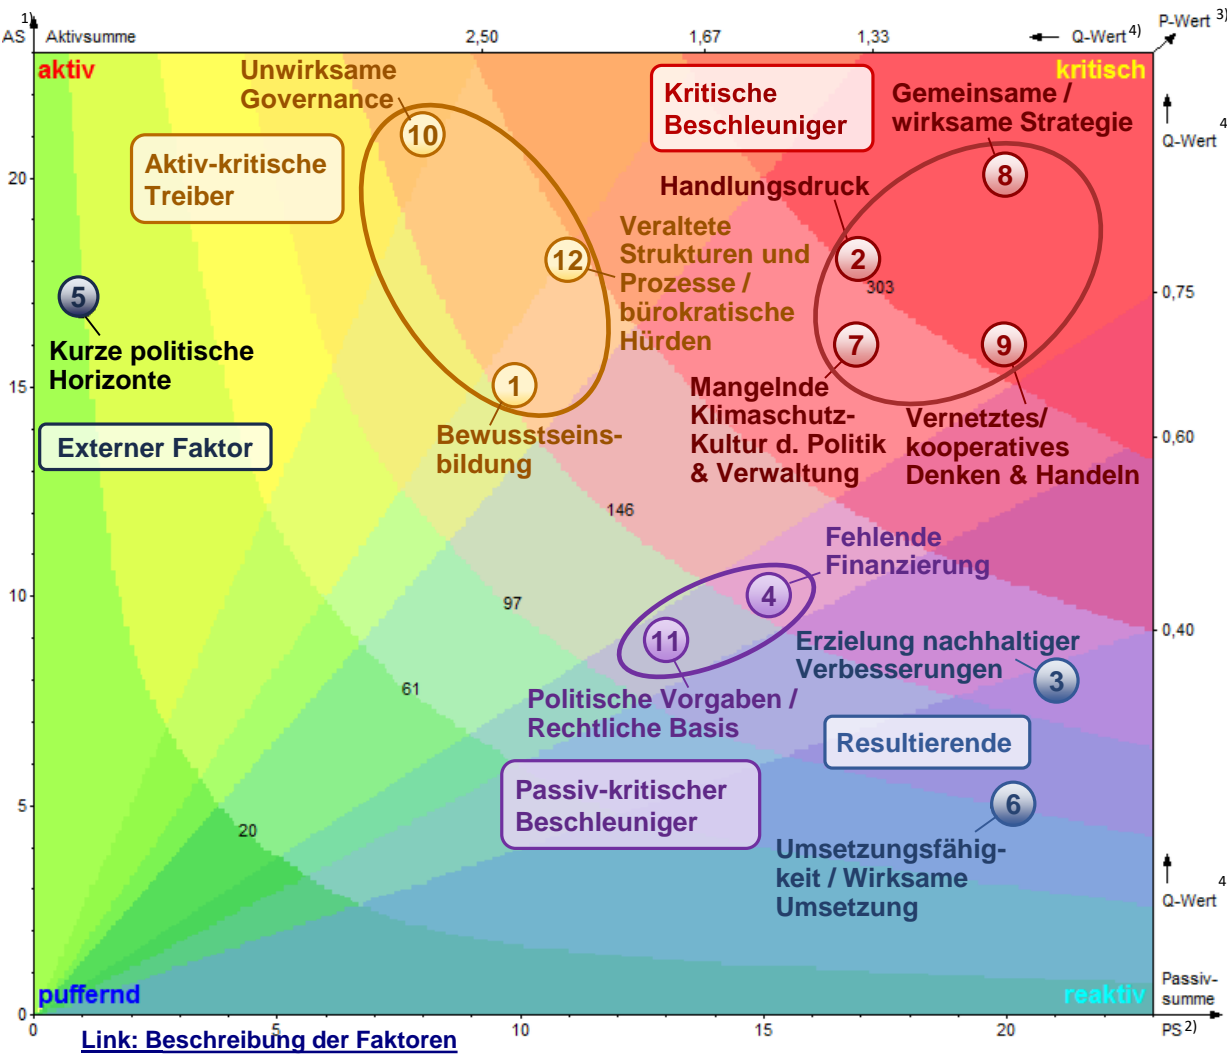 1)
AS
Aktivsumme
2,50
1,67
1,33
Q-Wert 4)
P-Wert 3)
aktiv
kritisch
Unwirksame
Governance
10
Kritische
Beschleuniger
Gemeinsame /
wirksame Strategie
8
4
Q-Wert
Aktiv-kritische
Treiber
20
Handlungsdruck
2
303
Veraltete
Strukturen und
Prozesse /
bürokratische
Hürden
12
5
Kurze politische
Horizonte
0,75
7
9
Mangelnde
Klimaschutz-
Kultur d. Politik
& Verwaltung
Vernetztes/
kooperatives
Denken & Handeln
15
1
Bewusstseins-
bildung
Externer Faktor
0,60
146
Fehlende
Finanzierung
10
97
4
11
0,40
Erzielung nachhaltiger
Verbesserungen
3
61
Politische Vorgaben /
Rechtliche Basis
Resultierende
Passiv-kritischer
Beschleuniger
5
20
6
Umsetzungsfähig-
keit / Wirksame
Umsetzung
4
Q-Wert
puffernd
reaktiv
Passiv-
summe
0
0
5
10
15
20
PS 2)
Link: Beschreibung der Faktoren